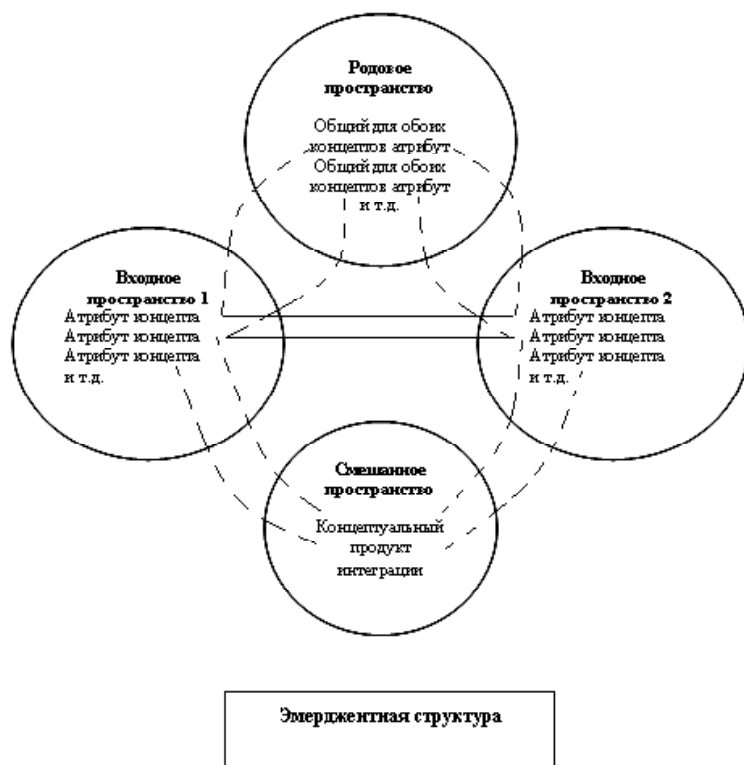 Родовое
пространство
Общий для обоих
концептов атрибут
Общий для обоих
концептов атрибут
и т.д.
Входное
пространство 1
Атрибут концепта
Атрибут концепта
Атрибут концепта
и т.д.
Входное
пространство 2
Атрибут концепта
Атрибут концепта
Атрибут концепта
и т.д.
Смешанное
пространство
Концептуальный
продукт
интеграции
Эмерджентная структура